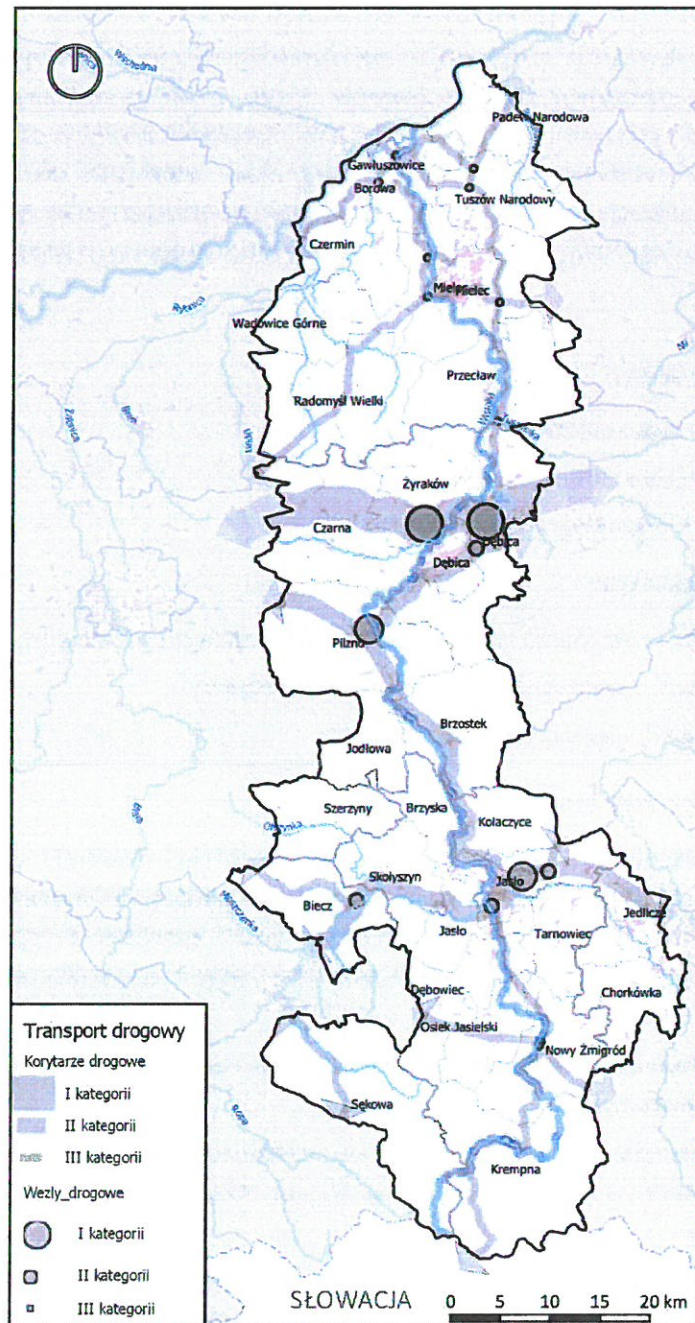 Wschodnia
Padew Narodowa
Gawłuszowice
Borowa
Tuszów Narodowy
Czermin
Mielec
Mielec
Wadowice Górne
Przecław
Radomyśl Wielki
Żyraków
Czarna
Dębica
Dębica
Pilzno
Brzostek
Jodłowa
Szerzyny
Brzyska
Kołaczyce
Skołyszyn
Jasło
Biecz
Jedlicze
Jasło
Tarnowiec
Dębowiec
Chorkówka
Osiek Jasielski
Nowy Żmigród
Sękowa
Krempna
Transport drogowy
Korytarze drogowe
I kategorii
II kategorii
III kategorii
Wezly_drogowe
I kategorii
II kategorii
III kategorii
SŁOWACJA
0 5 10 15 20 km